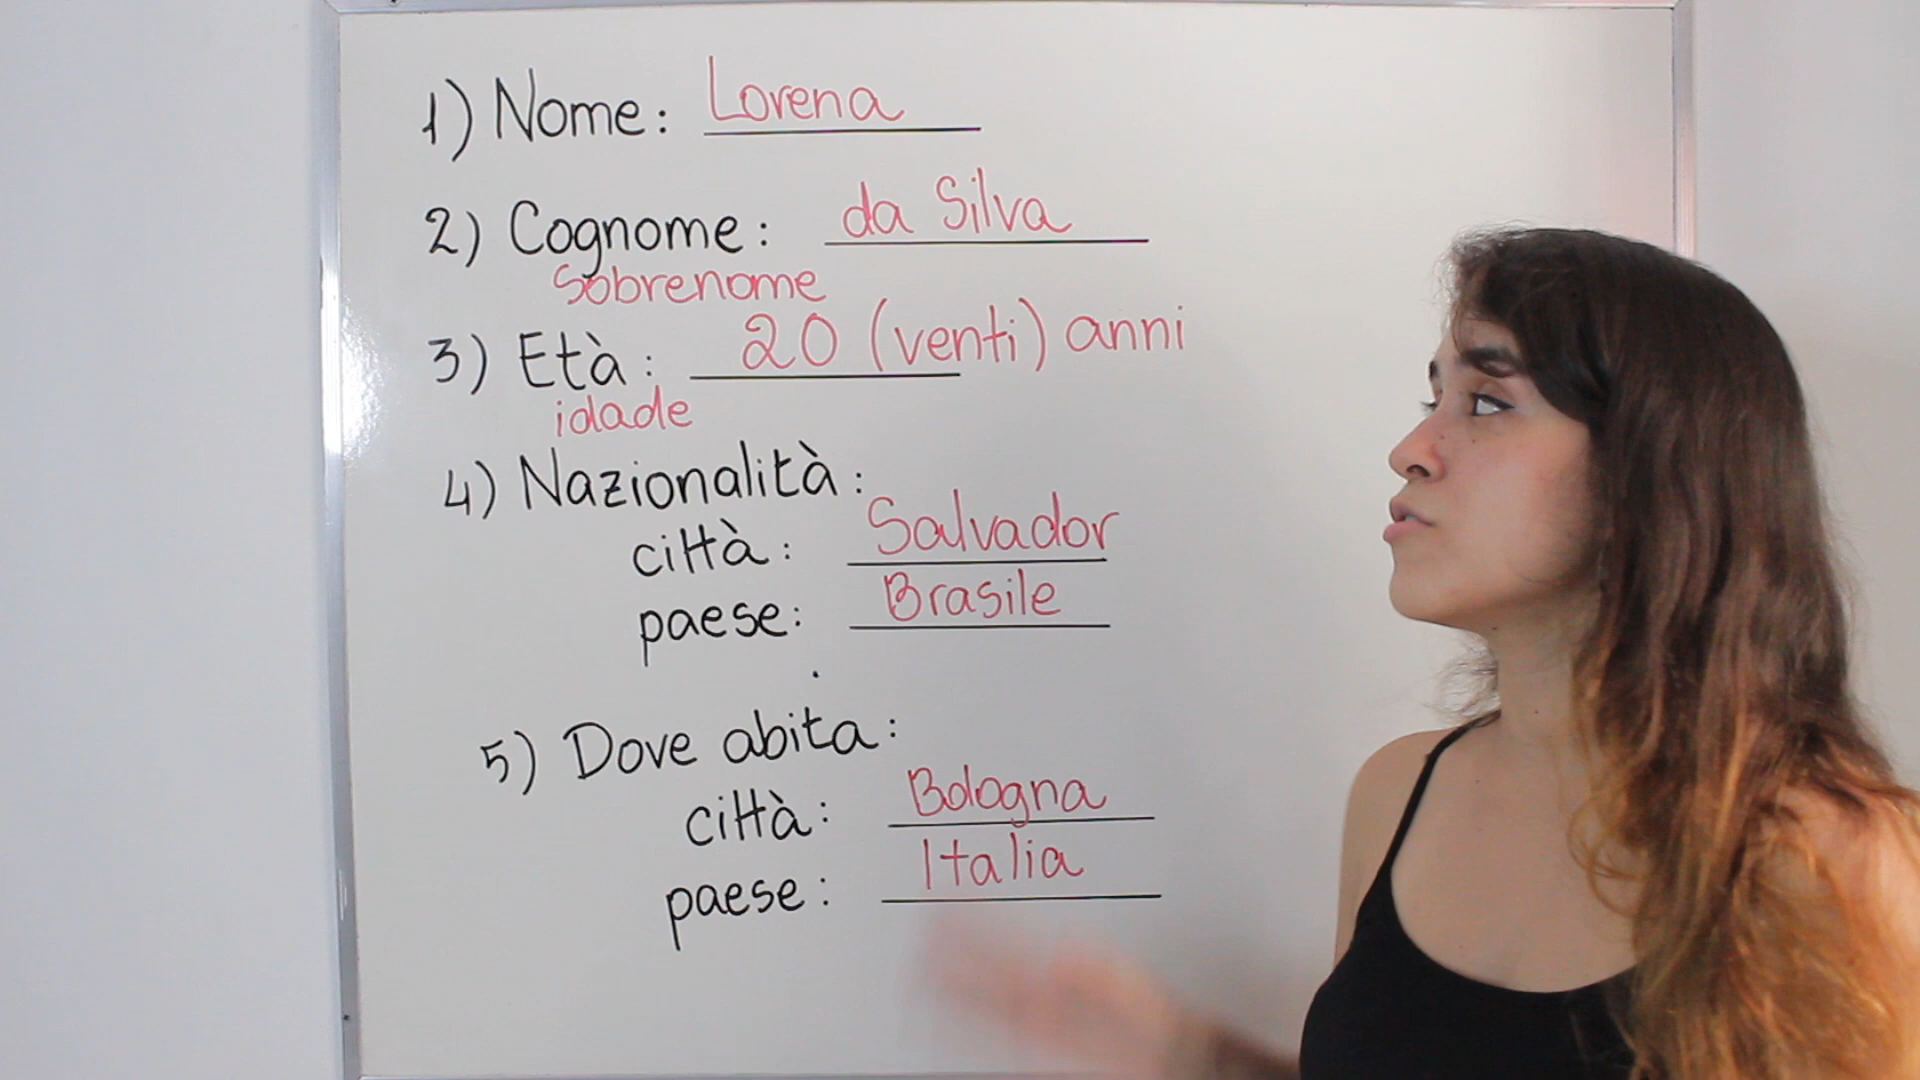 1) Nome: Lorena
2) Cognome: da Silva
Sobrenome
3) Età: 20 (venti) anni
idade
4) Nazionalità:
città: Salvador
paese: Brasile
5) Dove abita:
città: Bologna
paese: Italia